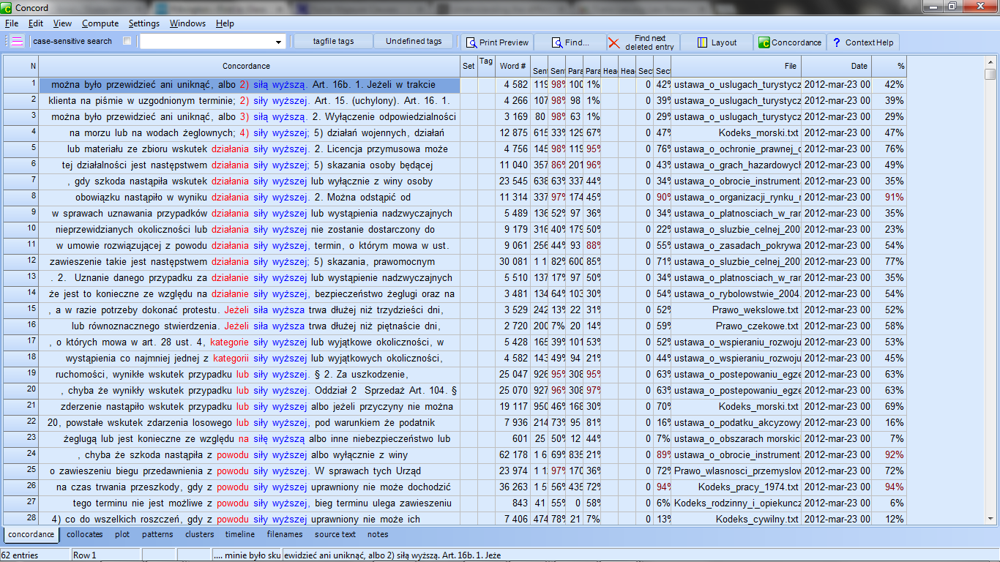 Concord
File Edit View Compute Settings Windows Help
case-sensitive search tagfile tags Undefined tags Print Preview Find... Find next deleted entry Layout Concordance Context Help
N Concordance Set Tag Word # Sent Sent Para Para Head Head Sect Sect File Date %
1 można było przewidzieć ani uniknąć, albo 2) siłą wyższą. Art. 16b. 1. Jeżeli w trakcie 4 582 119 98% 100 1% 0 42% ustawa_o_uslugach_turystycz 2012-mar-23 00 42%
2 klienta na piśmie w uzgodnionym terminie; 2) siły wyższej. Art. 15. (uchylony). Art. 16. 1. 4 266 107 98% 98 1% 0 39% ustawa_o_uslugach_turystycz 2012-mar-23 00 39%
3 można było przewidzieć ani uniknąć, albo 3) siłą wyższą. 2. Wyłączenie odpowiedzialności 3 169 80 98% 63 1% 0 29% ustawa_o_uslugach_turystycz 2012-mar-23 00 29%
4 na morzu lub na wodach żeglownych; 4) siły wyższej; 5) działań wojennych, działań 12 875 615 33% 129 67% 0 47% Kodeks_morski.txt 2012-mar-23 00 47%
5 lub materiału ze zbioru wskutek działania siły wyższej. 2. Licencja przymusowa może 4 756 145 98% 119 95% 0 76% ustawa_o_ochronie_prawnej_o 2012-mar-23 00 76%
6 tej działalności jest następstwem działania siły wyższej; 5) skazania osoby będącej 11 040 357 86% 201 96% 0 43% ustawa_o_grach_hazardowych 2012-mar-23 00 49%
7 , gdy szkoda nastąpiła wskutek działania siły wyższej lub wyłącznie z winy osoby 23 545 638 63% 337 44% 0 34% ustawa_o_obrocie_instrument 2012-mar-23 00 35%
8 obowiązku nastąpiło w wyniku działania siły wyższej. 2. Można odstąpić od 11 314 337 97% 174 45% 0 90% ustawa_o_organizacji_rynku_r 2012-mar-23 00 91%
9 w sprawach uznawania przypadków działania siły wyższej lub wystąpienia nadzwyczajnych 5 489 136 52% 97 36% 0 34% ustawa_o_platnosciach_w_ran 2012-mar-23 00 35%
10 nieprzewidzianych okoliczności lub działania siły wyższej nie zostanie dostarczony do 9 179 316 40% 179 50% 0 22% ustawa_o_sluzbie_celnej_200 2012-mar-23 00 23%
11 w umowie rozwiązującej z powodu działania siły wyższej, termin, o którym mowa w ust. 9 061 256 44% 93 88% 0 55% ustawa_o_zasadach_pokrywa 2012-mar-23 00 54%
12 zawieszenie takie jest następstwem działania siły wyższej; 5) skazania, prawomocnym 30 081 1 1 82% 600 85% 0 71% ustawa_o_sluzbie_celnej_200 2012-mar-23 00 77%
13 . 2. Uznanie danego przypadku za działanie siły wyższej lub wystąpienie nadzwyczajnych 5 510 137 17% 97 50% 0 34% ustawa_o_platnosciach_w_ran 2012-mar-23 00 35%
14 że jest to konieczne ze względu na działanie siły wyższej, bezpieczeństwo żeglugi oraz na 3 481 134 64% 103 30% 0 54% ustawa_o_rybolowstwie_2004. 2012-mar-23 00 54%
15 , a w razie potrzeby dokonać protestu. Jeżeli siła wyższa trwa dłużej niż trzydzieści dni, 3 529 242 13% 22 31% 0 52% Prawo_wekslowe.txt 2012-mar-23 00 52%
16 lub równoznacznego stwierdzenia. Jeżeli siła wyższa trwa dłużej niż piętnaście dni, 2 720 200 7% 20 14% 0 59% Prawo_czekowe.txt 2012-mar-23 00 58%
17 , o których mowa w art. 28 ust. 4, kategorie siły wyższej lub wyjątkowe okoliczności, w 5 428 165 39% 101 53% 0 52% ustawa_o_wspieraniu_rozwoju 2012-mar-23 00 53%
18 wystąpienia co najmniej jednej z kategorii siły wyższej lub wyjątkowych okoliczności, 4 582 143 49% 94 21% 0 44% ustawa_o_wspieraniu_rozwoju 2012-mar-23 00 45%
19 ruchomości, wynikłe wskutek przypadku lub siły wyższej. § 2. Za uszkodzenie, 25 047 926 95% 308 95% 0 63% ustawa_o_postepowaniu_egze 2012-mar-23 00 63%
20 , chyba że wynikły wskutek przypadku lub siły wyższej. Oddział 2 Sprzedaż Art. 104. § 25 070 927 96% 308 97% 0 63% ustawa_o_postepowaniu_egze 2012-mar-23 00 63%
21 zderzenie nastąpiło wskutek przypadku lub siły wyższej albo jeżeli przyczyny nie można 19 117 950 46% 168 30% 0 70% Kodeks_morski.txt 2012-mar-23 00 69%
22 20, powstałe wskutek zdarzenia losowego lub siły wyższej, pod warunkiem że podatnik 7 936 214 73% 95 81% 0 16% ustawa_o_podatku_akcyzowy 2012-mar-23 00 16%
23 żeglugą lub jest konieczne ze względu na siłę wyższą albo inne niebezpieczeństwo lub 601 25 50% 12 44% 0 7% ustawa_o_obszarach morskich 2012-mar-23 00 7%
24 , chyba że szkoda nastąpiła z powodu siły wyższej albo wyłącznie z winy 62 178 1 6 69% 835 21% 0 89% ustawa_o_obrocie_instrument 2012-mar-23 00 92%
25 o zawieszeniu biegu przedawnienia z powodu siły wyższej. W sprawach tych Urząd 23 974 1 1 97% 170 36% 0 72% Prawo_wlasnosci_przemyslow 2012-mar-23 00 72%
26 na czas trwania przeszkody, gdy z powodu siły wyższej uprawniony nie może dochodzić 36 263 1 5 56% 435 72% 0 94% Kodeks_pracy_1974.txt 2012-mar-23 00 94%
27 tego terminu nie jest możliwe z powodu siły wyższej, bieg terminu ulega zawieszeniu 843 41 55% 0 58% 0 6% Kodeks_rodzinny_i_opiekuncz 2012-mar-23 00 6%
28 4) co do wszelkich roszczeń, gdy z powodu siły wyższej uprawniony nie może ich 7 406 474 78% 21 7% 0 13% Kodeks_cywilny.txt 2012-mar-23 00 12%
concordance collocates plot patterns clusters timeline filenames source text notes
62 entries Row 1 .... minie było sku ewidzieć ani uniknąć, albo 2) siłą wyższą. Art. 16b. 1. Jeże